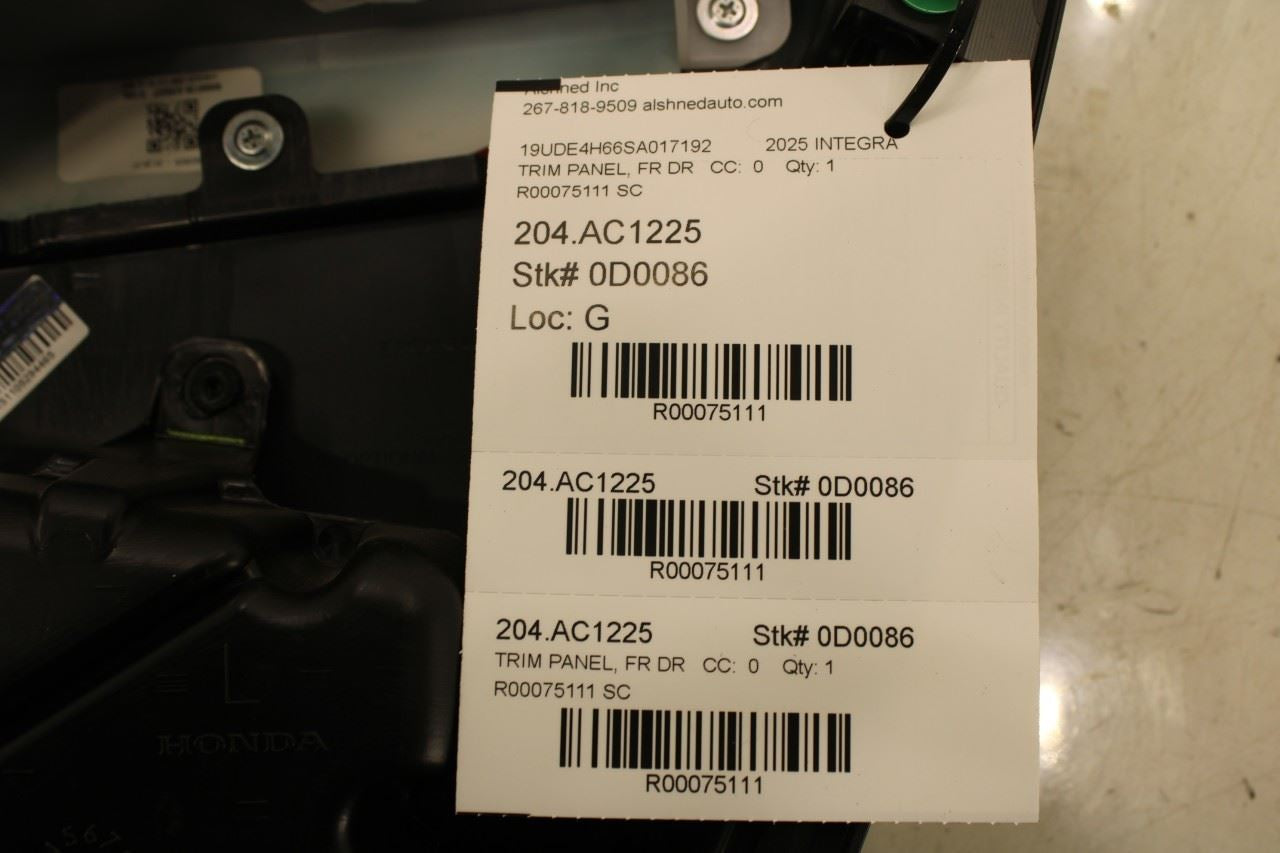 Alshned Inc
267-818-9509 alshnedauto.com
19UDE4H66SA017192 2025 INTEGRA
TRIM PANEL, FR DR CC: 0 Qty: 1
R00075111 SC
204.AC1225
Stk# 0D0086
Loc: G
R00075111
204.AC1225 Stk# 0D0086
R00075111
204.AC1225 Stk# 0D0086
TRIM PANEL, FR DR CC: 0 Qty: 1
R00075111 SC
R00075111
L
HONDA